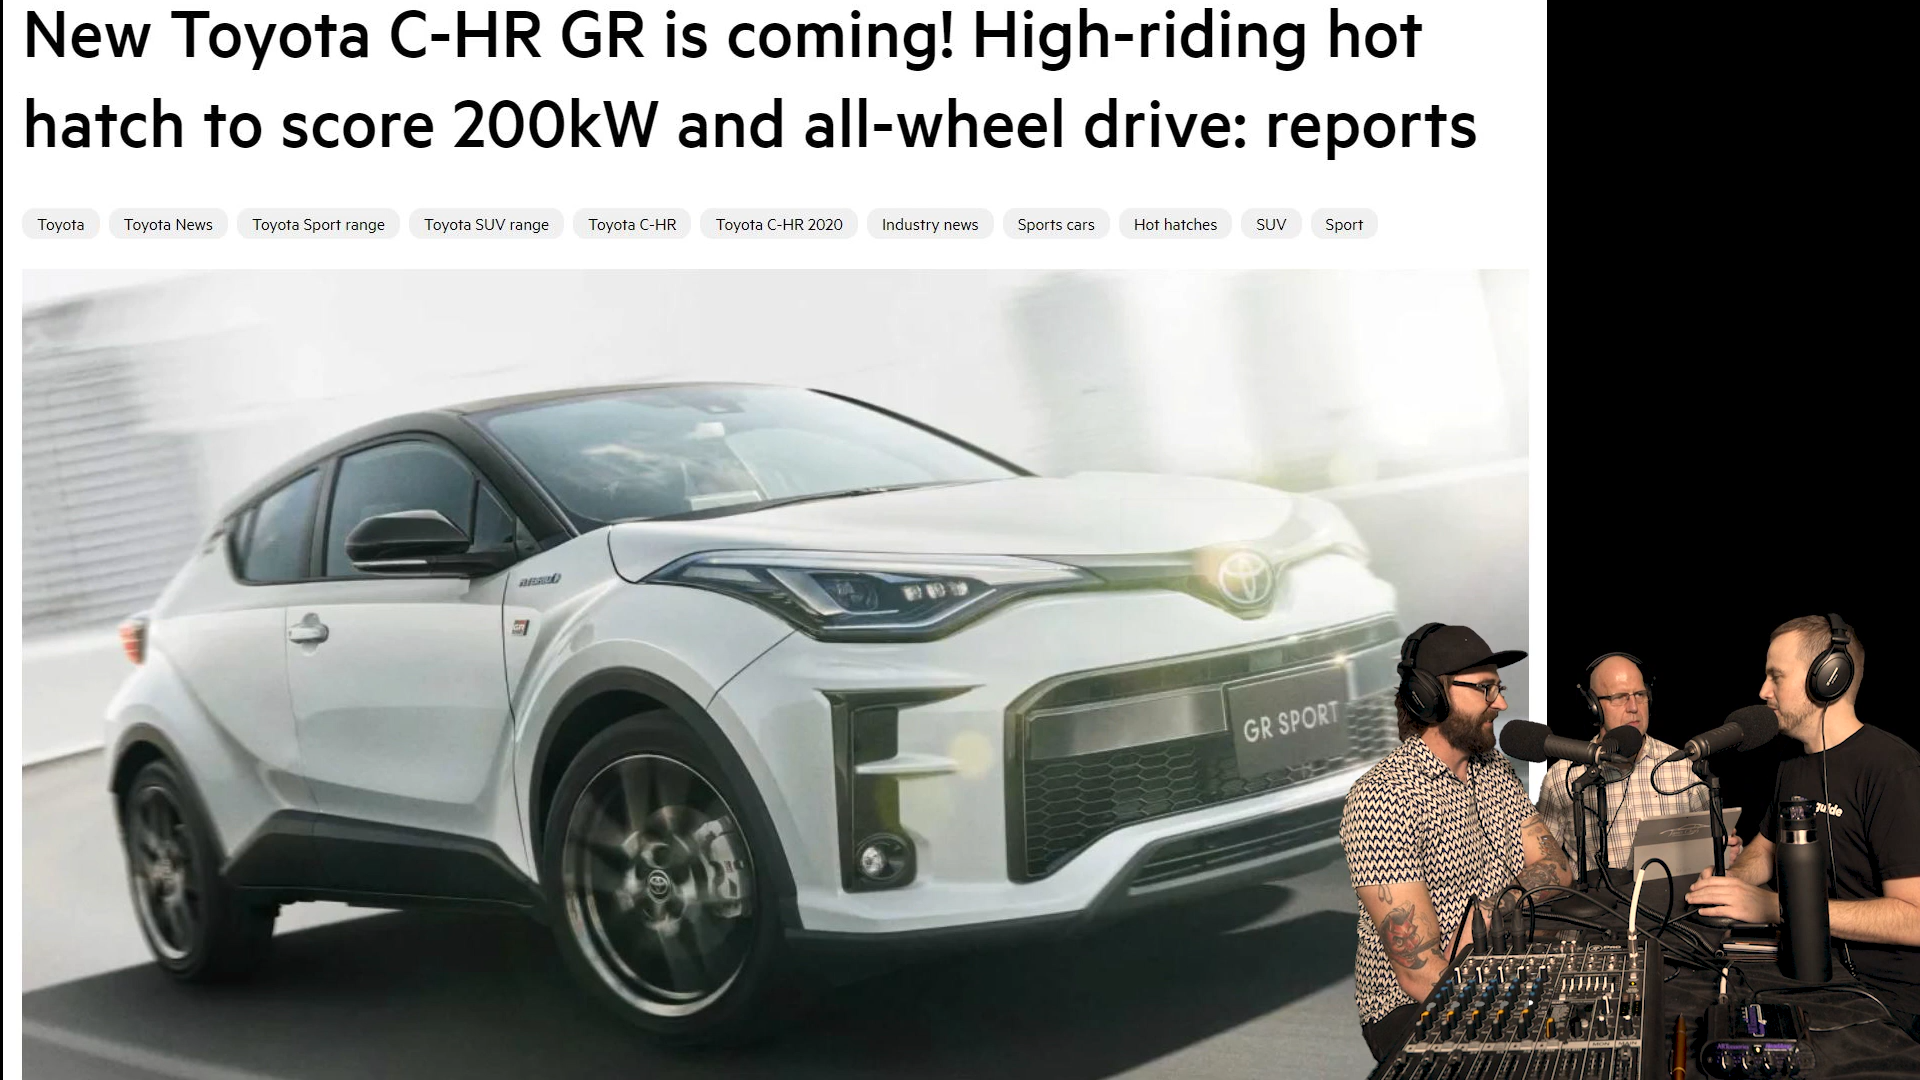 New Toyota C-HR GR is coming! High-riding hot
hatch to score 200kW and all-wheel drive: reports
Toyota
Toyota News
Toyota Sport range
Toyota SUV range
Toyota C-HR
Toyota C-HR 2020
Industry news
Sports cars
Hot hatches
SUV
Sport
GR
GR SPORT